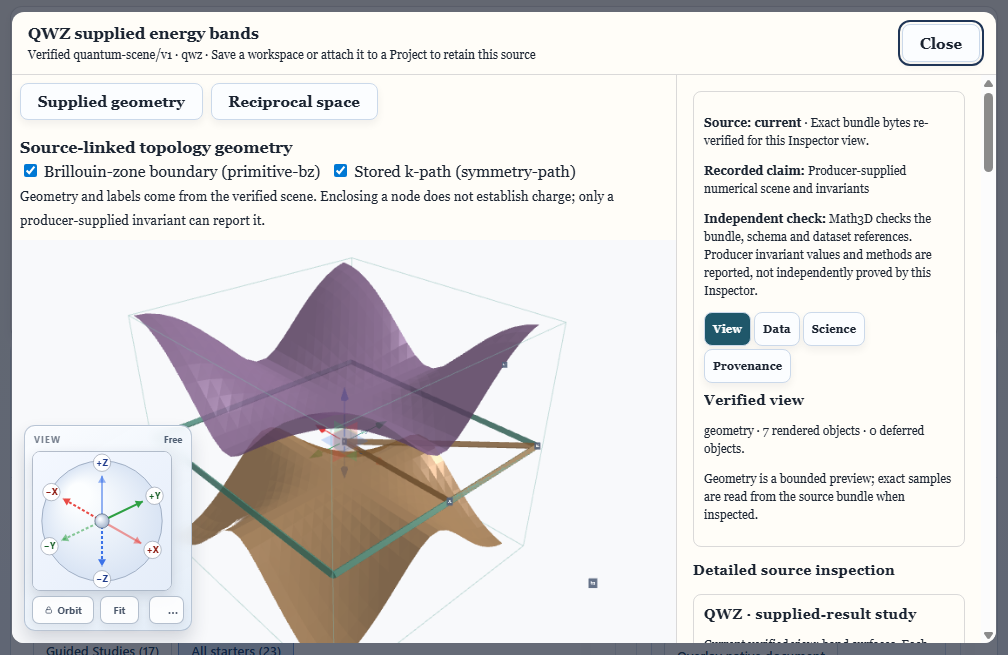 QWZ supplied energy bands
Verified quantum-scene/v1 · qwz · Save a workspace or attach it to a Project to retain this source
Close
Supplied geometry
Reciprocal space
Source-linked topology geometry
Brillouin-zone boundary (primitive-bz)
Stored k-path (symmetry-path)
Geometry and labels come from the verified scene. Enclosing a node does not establish charge; only a
producer-supplied invariant can report it.
VIEW
Free
+Z
−X
+Y
−Y
+X
−Z
Orbit
Fit
...
Source: current · Exact bundle bytes re-
verified for this Inspector view.
Recorded claim: Producer-supplied
numerical scene and invariants
Independent check: Math3D checks the
bundle, schema and dataset references.
Producer invariant values and methods are
reported, not independently proved by this
Inspector.
View
Data
Science
Provenance
Verified view
geometry · 7 rendered objects · 0 deferred
objects.
Geometry is a bounded preview; exact samples
are read from the source bundle when
inspected.
Detailed source inspection
QWZ · supplied-result study
Guided Studies (17)
All starters (23)